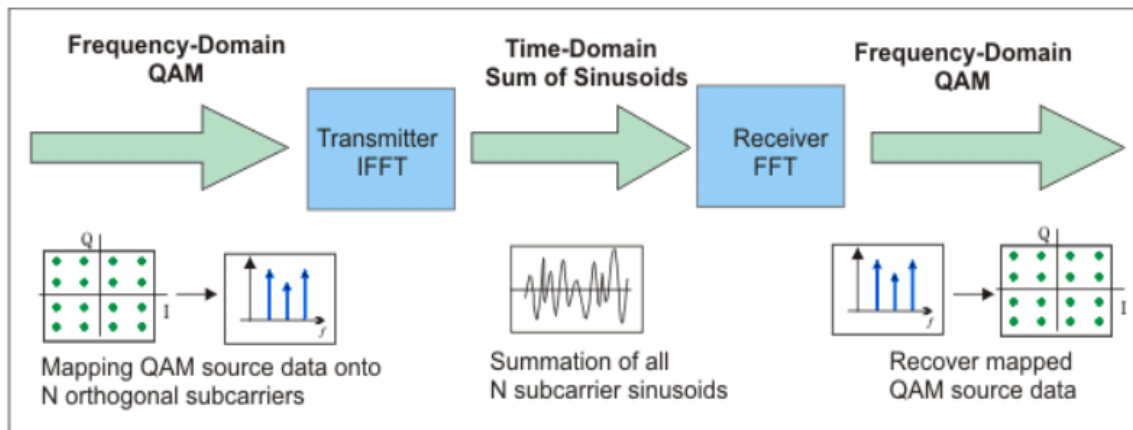 Frequency-Domain
QAM
Time-Domain
Sum of Sinusoids
Frequency-Domain
QAM
Transmitter
IFFT
Receiver
FFT
Q
I
f
f
Q
I
Mapping QAM source data onto
N orthogonal subcarriers
Summation of all
N subcarrier sinusoids
Recover mapped
QAM source data